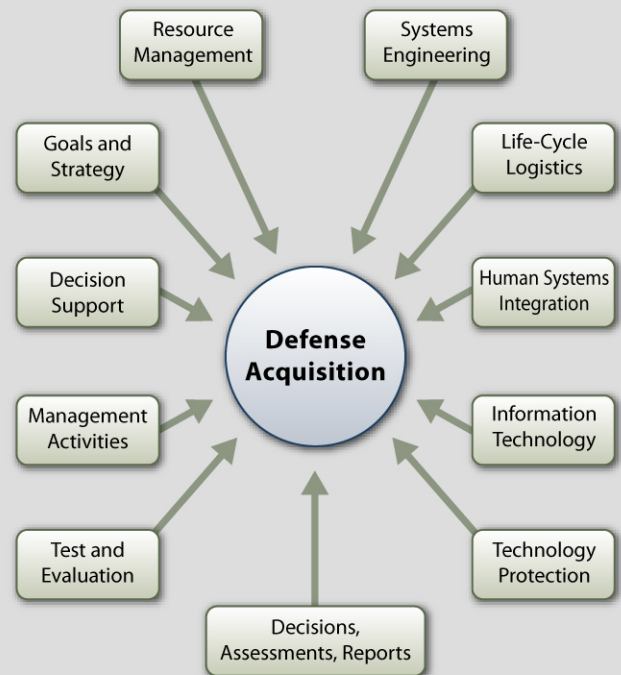 Resource
Management
Systems
Engineering
Goals and
Strategy
Life-Cycle
Logistics
Decision
Support
Human Systems
Integration
Defense
Acquisition
Management
Activities
Information
Technology
Test and
Evaluation
Technology
Protection
Decisions,
Assessments, Reports